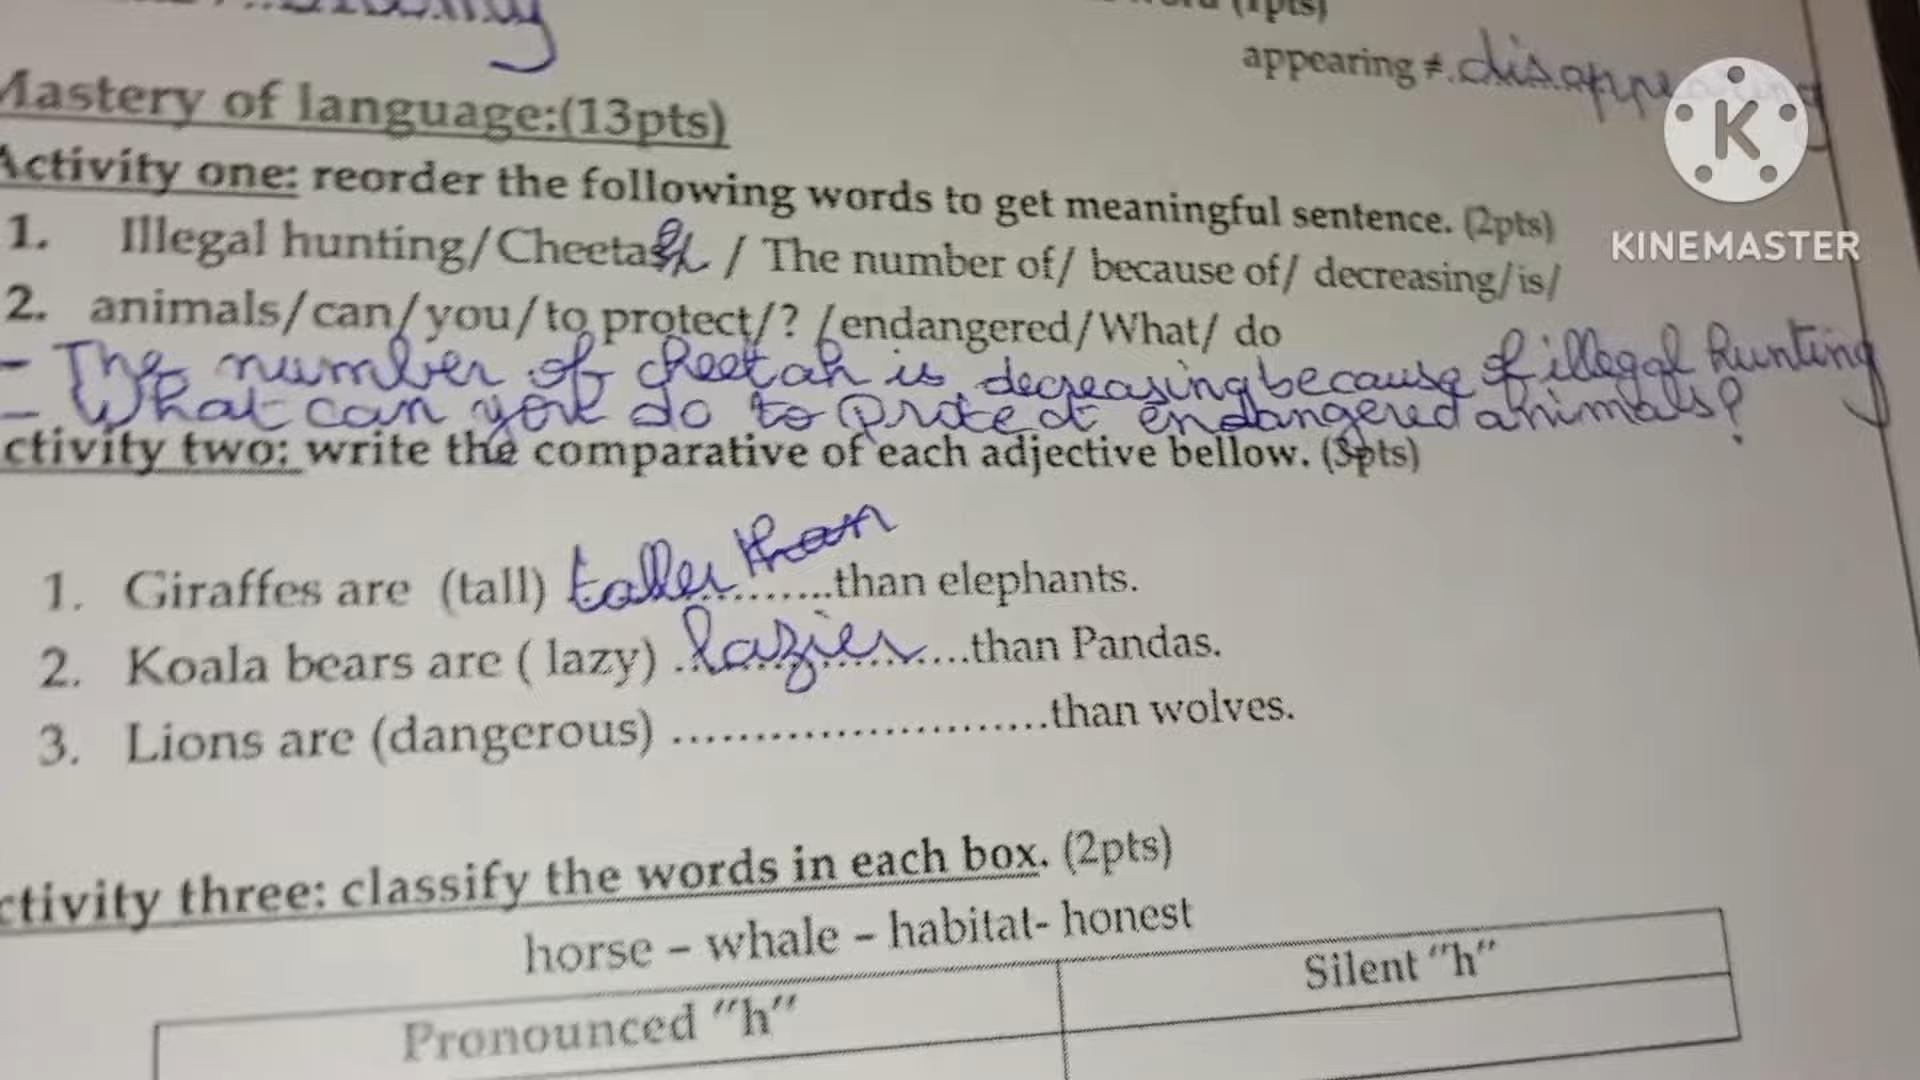 (1pts)
appearing ≠ disappearing
Mastery of language:(13pts)
Activity one: reorder the following words to get meaningful sentence. (2pts)
1. Illegal hunting/Cheetah / The number of/ because of/ decreasing/is/
2. animals/can/you/to protect/? /endangered/What/ do
- The number of cheetah is decreasing because of illegal hunting
- What can you do to protect endangered animals?
ctivity two: write the comparative of each adjective bellow. (3pts)
1. Giraffes are (tall) taller than ..........than elephants.
2. Koala bears are ( lazy) lazier ....than Pandas.
3. Lions are (dangerous) .......................than wolves.
ctivity three: classify the words in each box. (2pts)
horse – whale – habitat- honest
Pronounced "h"
Silent "h"
K
KINEMASTER